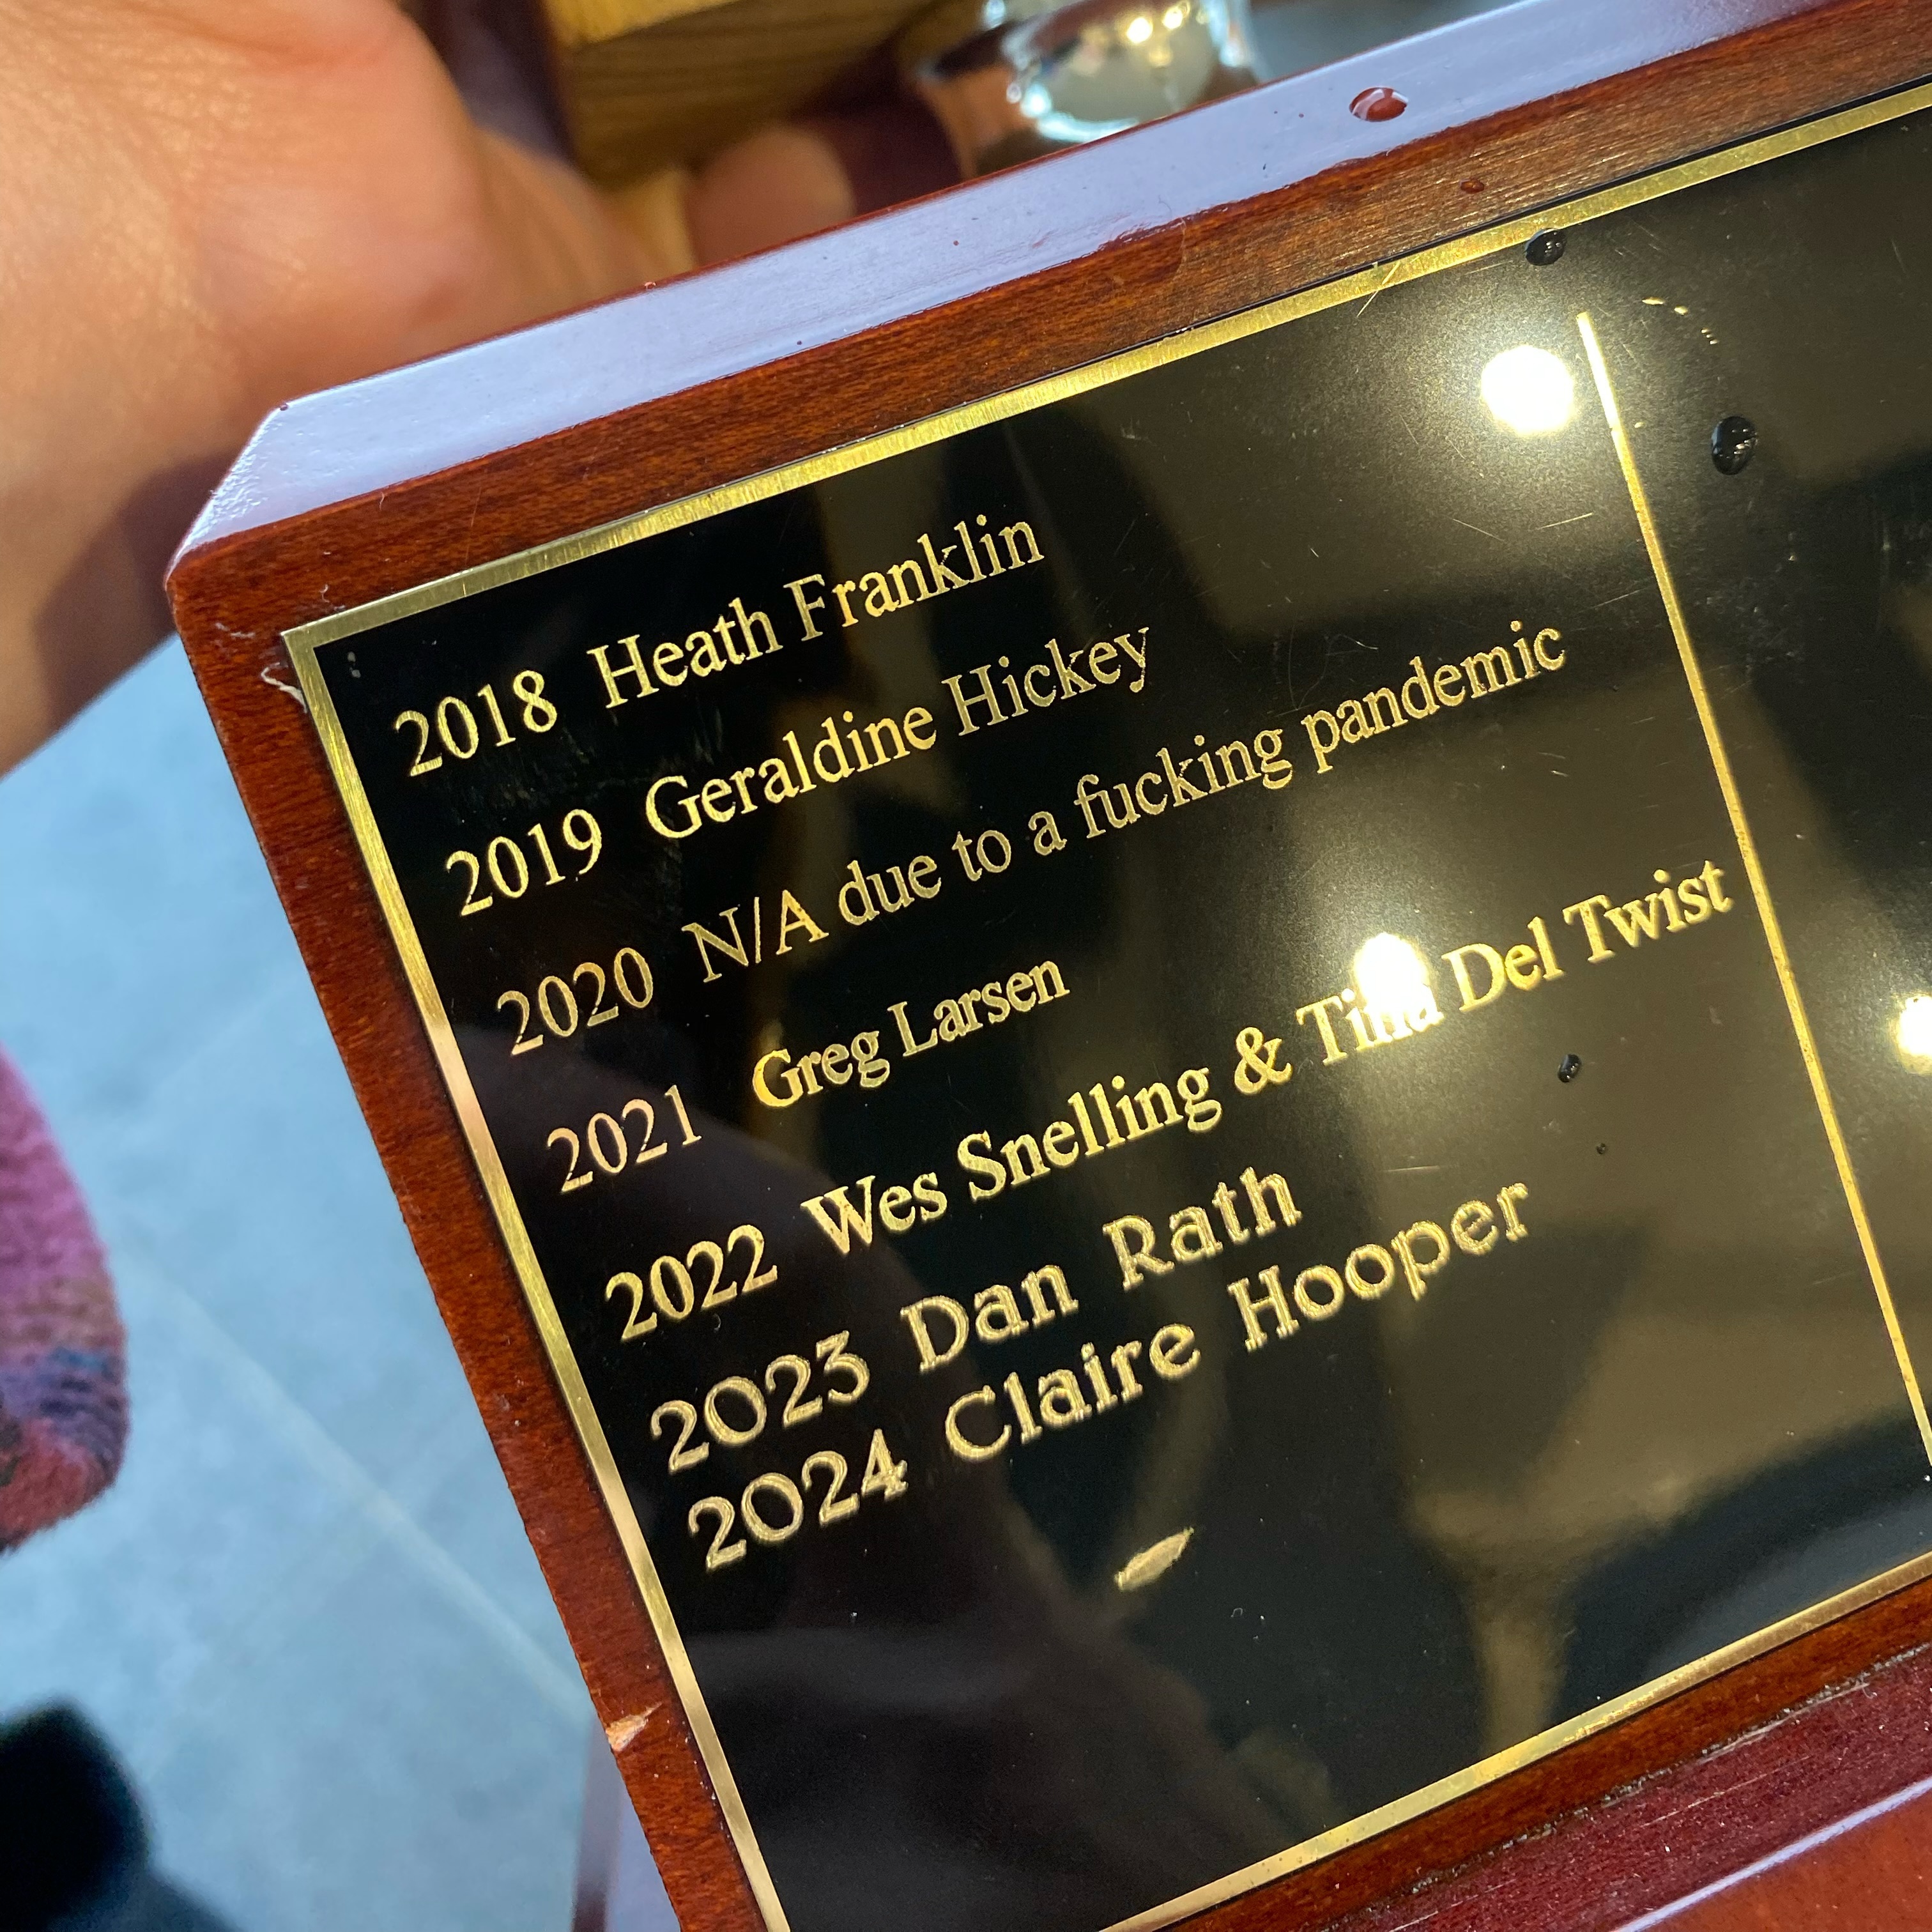 2018 Heath Franklin
2019 Geraldine Hickey
2020 N/A due to a fucking pandemic
2021 Greg Larsen
2022 Wes Snelling & Tina Del Twist
2023 Dan Rath
2024 Claire Hooper